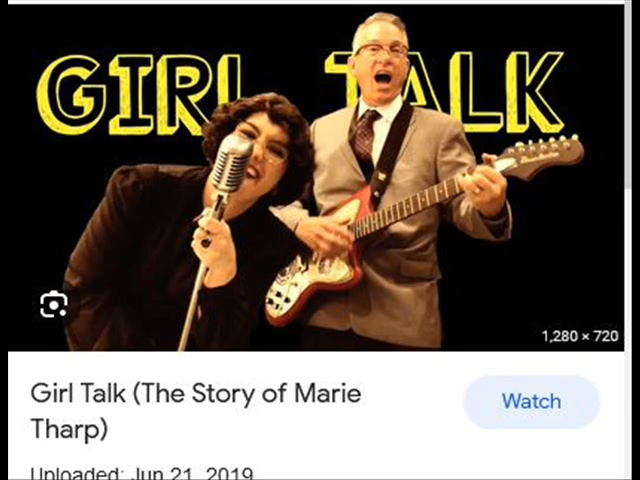 GIRL TALK
1,280 × 720
Girl Talk (The Story of Marie
Tharp)
Watch
Uploaded: Jun 21, 2019